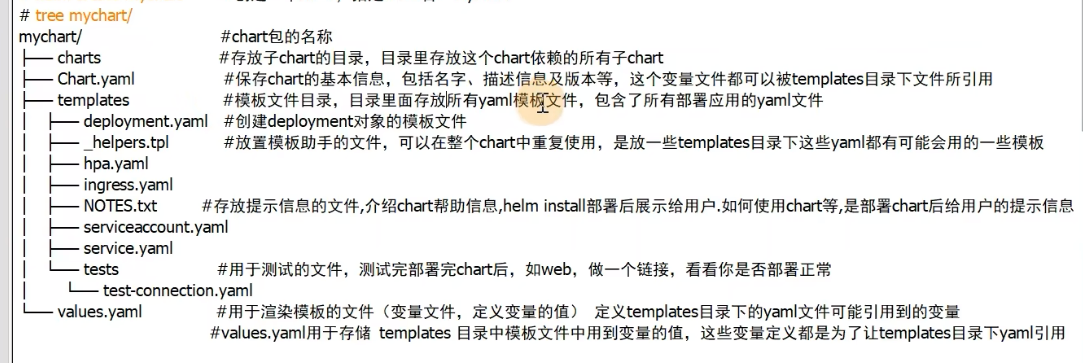 # tree mychart/
mychart/ #chart包的名称
├── charts #存放子chart的目录，目录里存放这个chart依赖的所有子chart
├── Chart.yaml #保存chart的基本信息，包括名字、描述信息及版本等，这个变量文件都可以被templates目录下文件所引用
├── templates #模板文件目录，目录里面存放所有yaml模板文件，包含了所有部署应用的yaml文件
│ ├── deployment.yaml #创建deployment对象的模板文件
│ ├── _helpers.tpl #放置模板助手的文件，可以在整个chart中重复使用，是放一些templates目录下这些yaml都有可能会用的一些模板
│ ├── hpa.yaml
│ ├── ingress.yaml
│ ├── NOTES.txt #存放提示信息的文件,介绍chart帮助信息,helm install部署后展示给用户.如何使用chart等,是部署chart后给用户的提示信息
│ ├── serviceaccount.yaml
│ ├── service.yaml
│ └── tests #用于测试的文件，测试完部署完chart后，如web，做一个链接，看看你是否部署正常
│ └── test-connection.yaml
└── values.yaml #用于渲染模板的文件（变量文件，定义变量的值） 定义templates目录下的yaml文件可能引用到的变量
#values.yaml用于存储 templates 目录中模板文件中用到变量的值，这些变量定义都是为了让templates目录下yaml引用